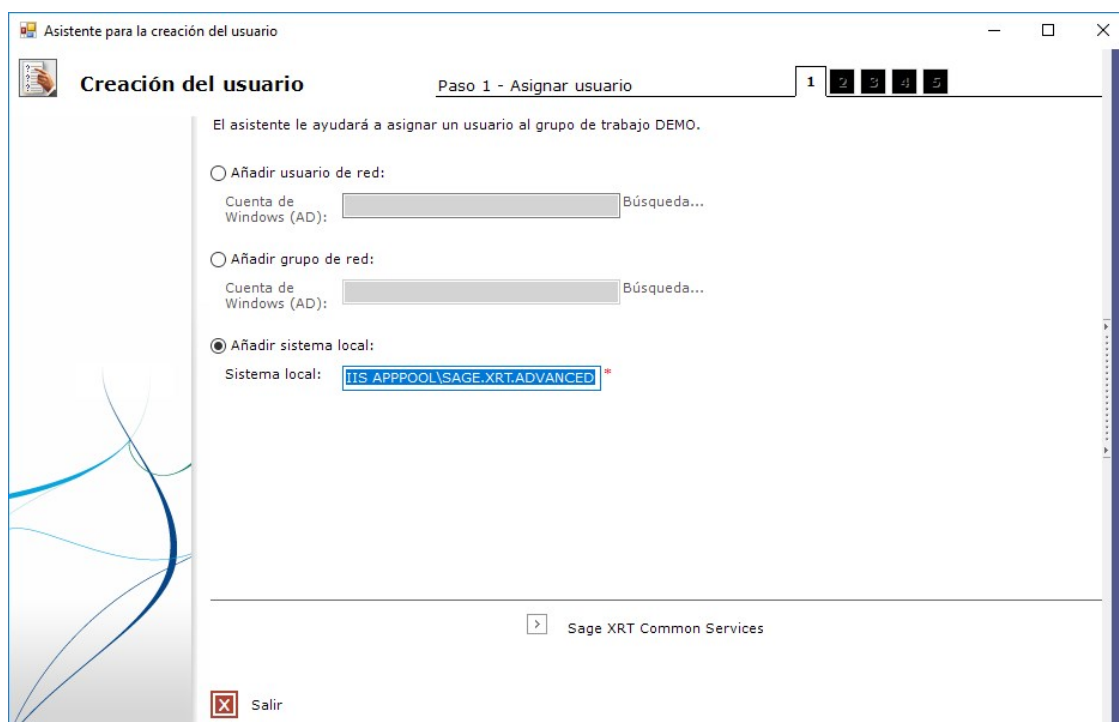 Asistente para la creación del usuario
Creación del usuario
Paso 1 - Asignar usuario
1 2 3 4 5
El asistente le ayudará a asignar un usuario al grupo de trabajo DEMO.
Añadir usuario de red:
Cuenta de
Windows (AD):
Búsqueda...
Añadir grupo de red:
Cuenta de
Windows (AD):
Búsqueda...
Añadir sistema local:
Sistema local: IIS APPPOOL\SAGE.XRT.ADVANCED *
Sage XRT Common Services
Salir